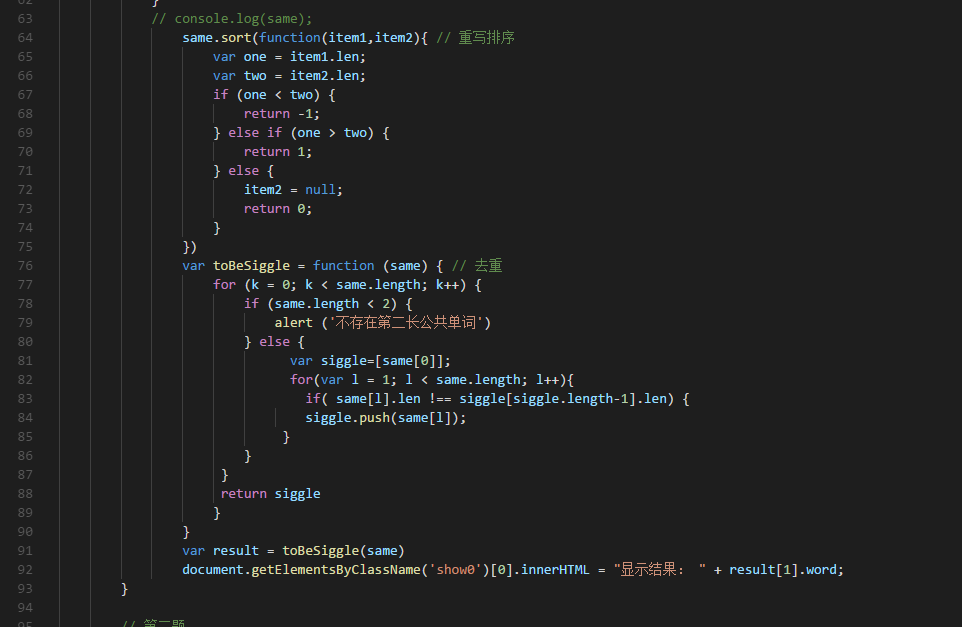 62 }
63 // console.log(same);
64 same.sort(function(item1,item2){ // 重写排序
65 var one = item1.len;
66 var two = item2.len;
67 if (one < two) {
68 return -1;
69 } else if (one > two) {
70 return 1;
71 } else {
72 item2 = null;
73 return 0;
74 }
75 })
76 var toBeSiggle = function (same) { // 去重
77 for (k = 0; k < same.length; k++) {
78 if (same.length < 2) {
79 alert ('不存在第二长公共单词')
80 } else {
81 var siggle=[same[0]];
82 for(var l = 1; l < same.length; l++){
83 if( same[l].len !== siggle[siggle.length-1].len) {
84 siggle.push(same[l]);
85 }
86 }
87 }
88 return siggle
89 }
90 }
91 var result = toBeSiggle(same)
92 document.getElementsByClassName('show0')[0].innerHTML = "显示结果： " + result[1].word;
93 }
94
95 //